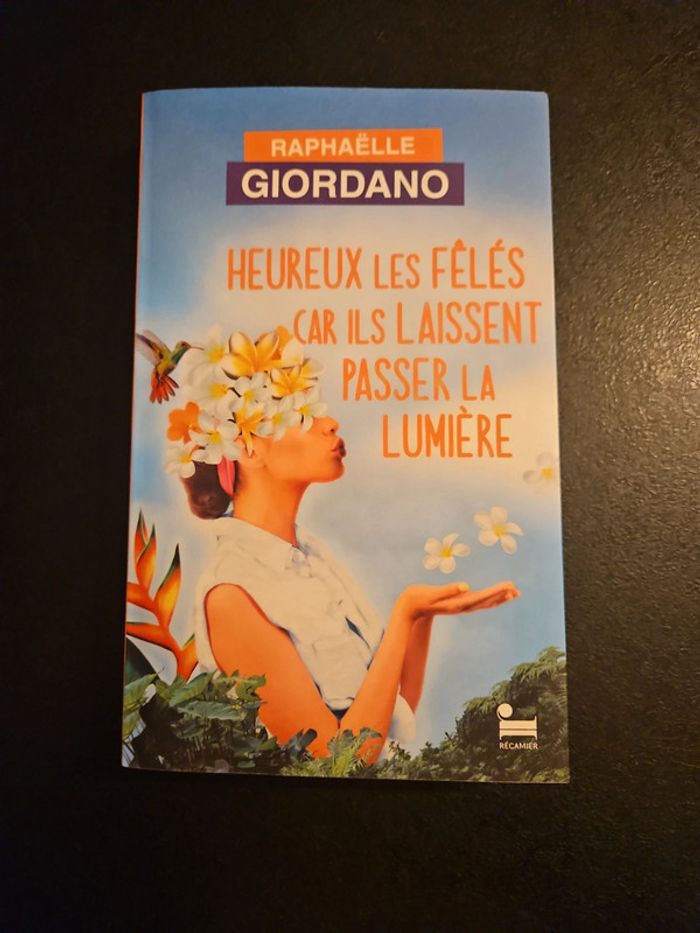 RAPHAËLLE
GIORDANO
HEUREUX LES FÊLÉS
CAR ILS LAISSENT
PASSER LA
LUMIÈRE
RÉCAMIER